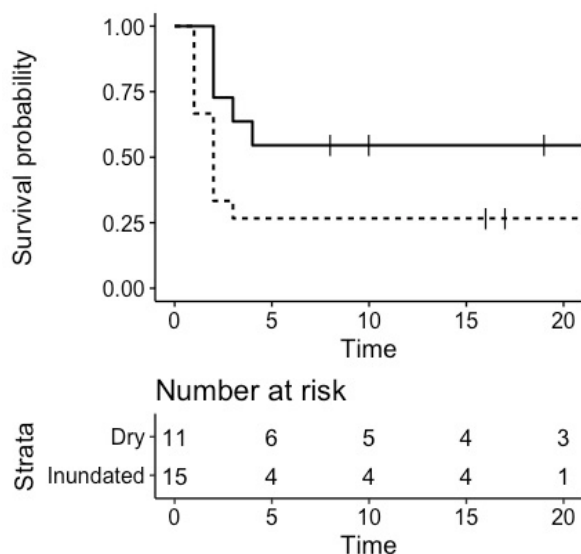 Survival probability
1.00
0.75
0.50
0.25
0.00
0 5 10 15 20
Time
Number at risk
Strata
Dry 11 6 5 4 3
Inundated 15 4 4 4 1
0 5 10 15 20
Time